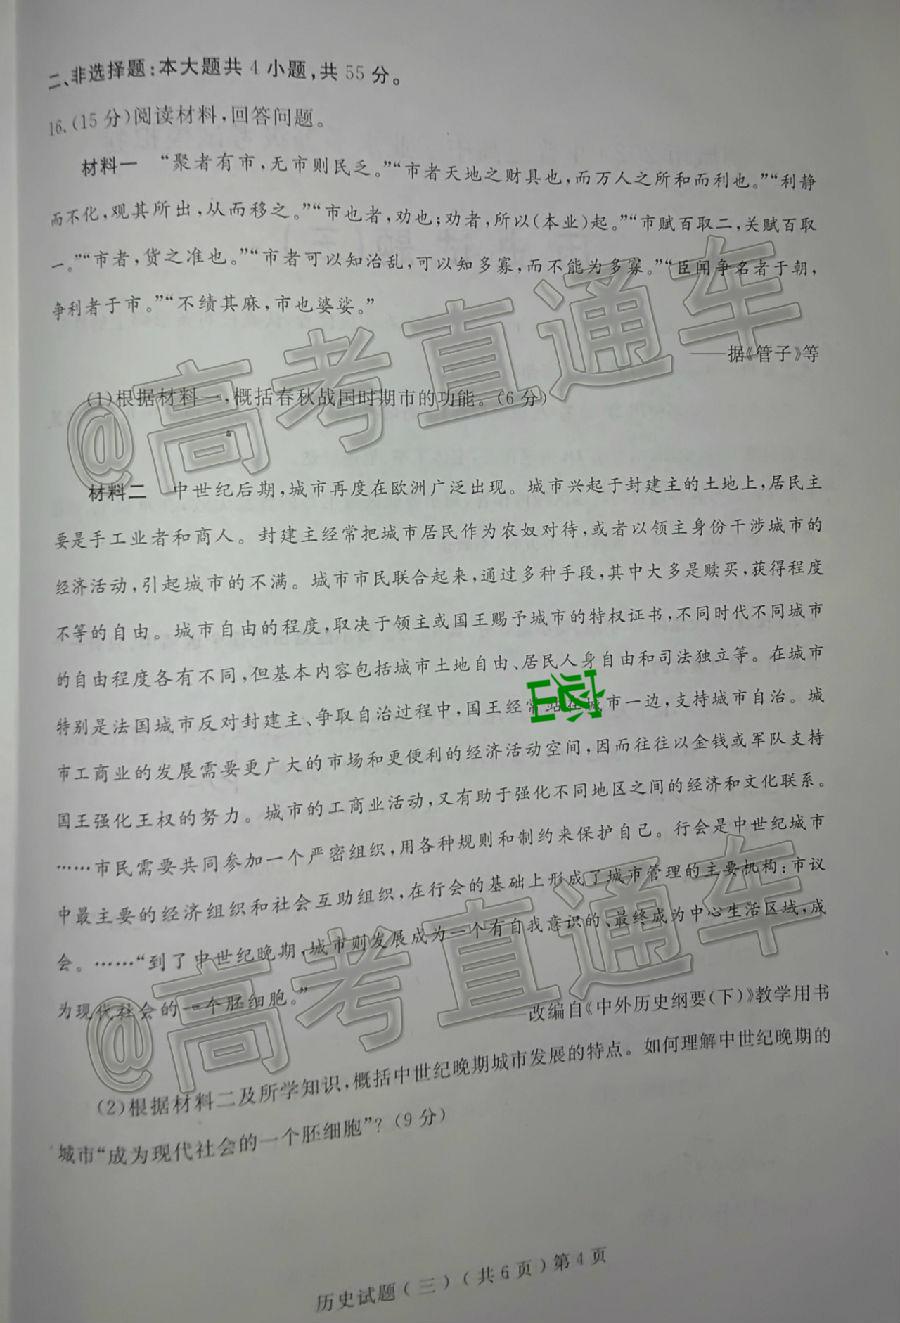 二、非选择题:本大题共 4 小题,共 55 分。
16.(15 分)阅读材料,回答问题。
材料一 “聚者有市,无市则民乏。”“市者天地之财具也,而万人之所和而利也。”“利静
而不化,观其所出,从而移之。”“市也者,劝也;劝者,所以(本业)起。”“市赋百取二,关赋百取
一。”“市者,货之准也。”“市者可以知治乱,可以知多寡,而不能为多寡。”“臣闻争名者于朝,
争利者于市。”“不绩其麻,市也婆娑。”
——据《管子》等
(1)根据材料一,概括春秋战国时期市的功能。(6 分)
材料二 中世纪后期,城市再度在欧洲广泛出现。城市兴起于封建主的土地上,居民主
要是手工业者和商人。封建主经常把城市居民作为农奴对待,或者以领主身份干涉城市的
经济活动,引起城市的不满。城市市民联合起来,通过多种手段,其中大多是赎买,获得程度
不等的自由。城市自由的程度,取决于领主或国王赐予城市的特权证书,不同时代不同城市
的自由程度各有不同,但基本内容包括城市土地自由、居民人身自由和司法独立等。在城市
特别是法国城市反对封建主、争取自治过程中,国王经常站在城市一边,支持城市自治。城
市工商业的发展需要更广大的市场和更便利的经济活动空间,因而往往以金钱或军队支持
国王强化王权的努力。城市的工商业活动,又有助于强化不同地区之间的经济和文化联系。
……市民需要共同参加一个严密组织,用各种规则和制约来保护自己。行会是中世纪城市
中最主要的经济组织和社会互助组织,在行会的基础上形成了城市管理的主要机构:市议
会。……“到了中世纪晚期,城市则发展成为一个有自我意识的、最终成为中心生活区域,成
为现代社会的一个胚细胞。”
改编自《中外历史纲要(下)》教学用书
(2)根据材料二及所学知识,概括中世纪晚期城市发展的特点。如何理解中世纪晚期的
城市“成为现代社会的一个胚细胞”?(9 分)
历史试题(三)(共 6 页)第 4 页
@高考直通车
@高考直通车
密